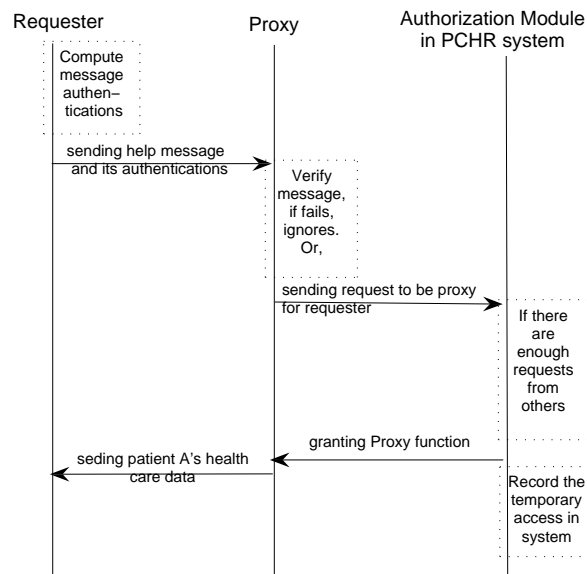 Requester
Proxy
Authorization Module
in PCHR system
Compute
message
authen–
tications
sending help message
and its authentications
Verify
message,
if fails,
ignores.
Or,
sending request to be proxy
for requester
If there
are
enough
requests
from
others
granting Proxy function
seding patient A's health
care data
Record the
temporary
access in
system